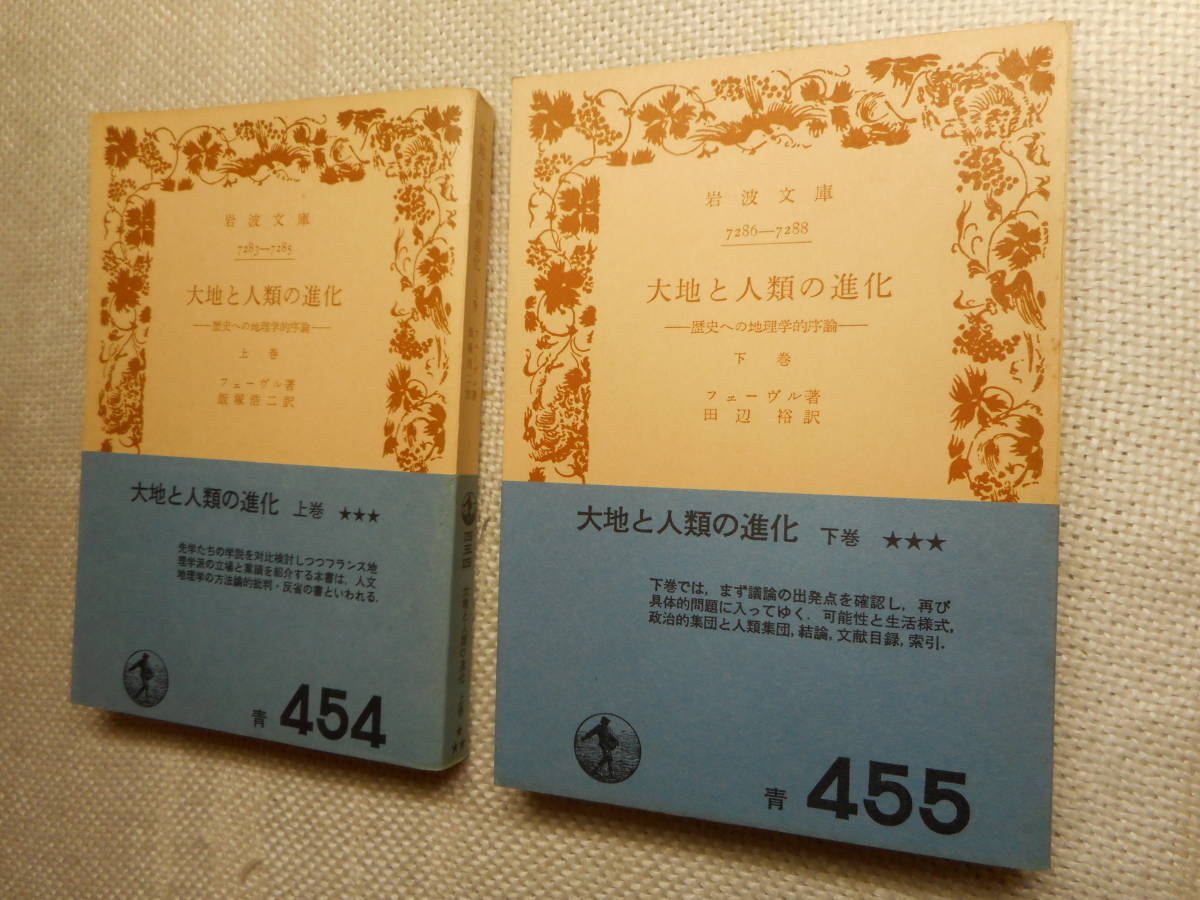 岩波文庫
7283—7285
大地と人類の進化
—歴史への地理学的序論—
上巻
フェーヴル著
飯塚浩二訳
大地と人類の進化 上巻 ★★★
先学たちの学説を対比検討しつつフランス地
理学派の立場と業績を紹介する本書は，人文
地理学の方法論的批判・反省の書といわれる．
青 454
大地と人類の進化
岩波文庫
7286—7288
大地と人類の進化
—歴史への地理学的序論—
下巻
フェーヴル著
田辺 裕訳
大地と人類の進化 下巻 ★★★
下巻では，まず議論の出発点を確認し，再び
具体的問題に入ってゆく．可能性と生活様式，
政治的集団と人類集団，結論，文献目録，索引．
青 455